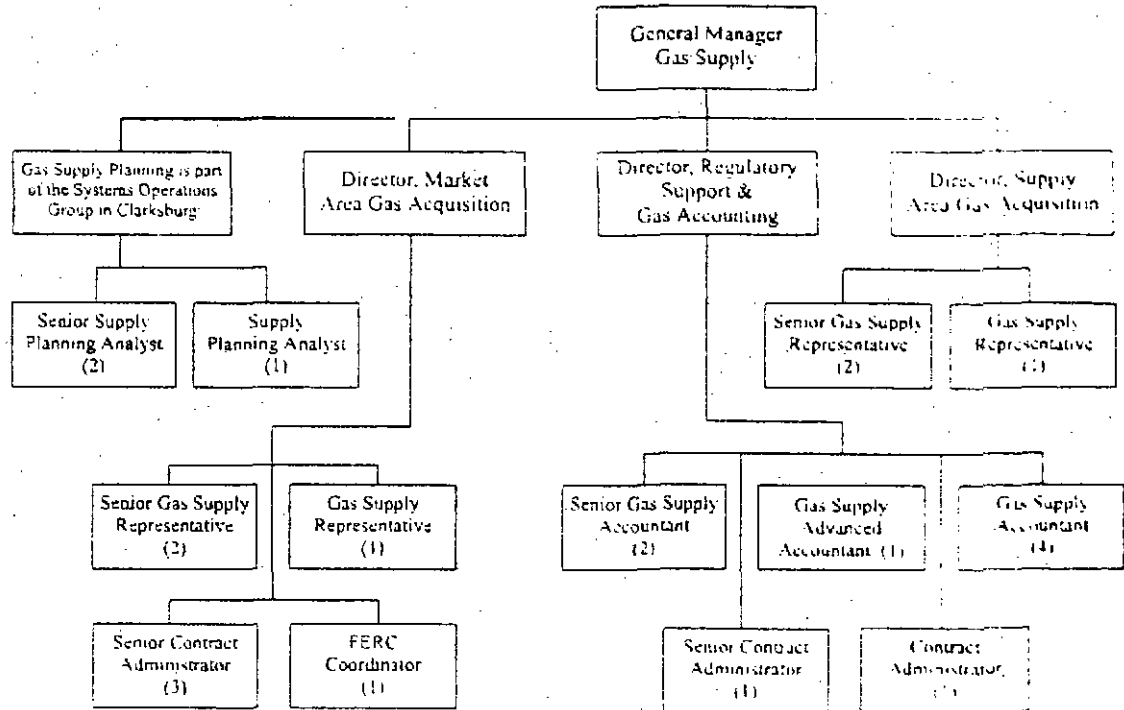 General Manager
Gas Supply
Gas Supply Planning is part
of the Systems Operations
Group in Clarksburg
Director, Market
Area Gas Acquisition
Director, Regulatory
Support &
Gas Accounting
Director, Supply
Area Gas Acquisition
Senior Supply
Planning Analyst
(2)
Supply
Planning Analyst
(1)
Senior Gas Supply
Representative
(2)
Gas Supply
Representative
Senior Gas Supply
Representative
(2)
Gas Supply
Representative
(1)
Senior Gas Supply
Accountant
(2)
Gas Supply
Advanced
Accountant (1)
Gas Supply
Accountant
(4)
Senior Contract
Administrator
(3)
FERC
Coordinator
(1)
Senior Contract
Administrator
(1)
Contract
Administrator